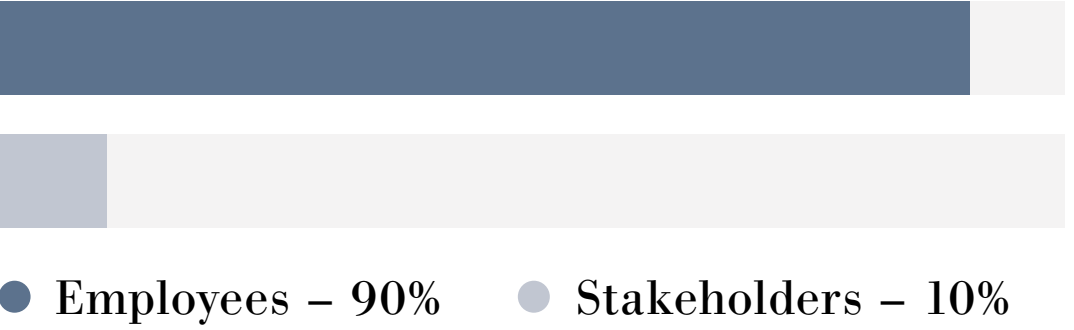 Employees – 90% Stakeholders – 10%